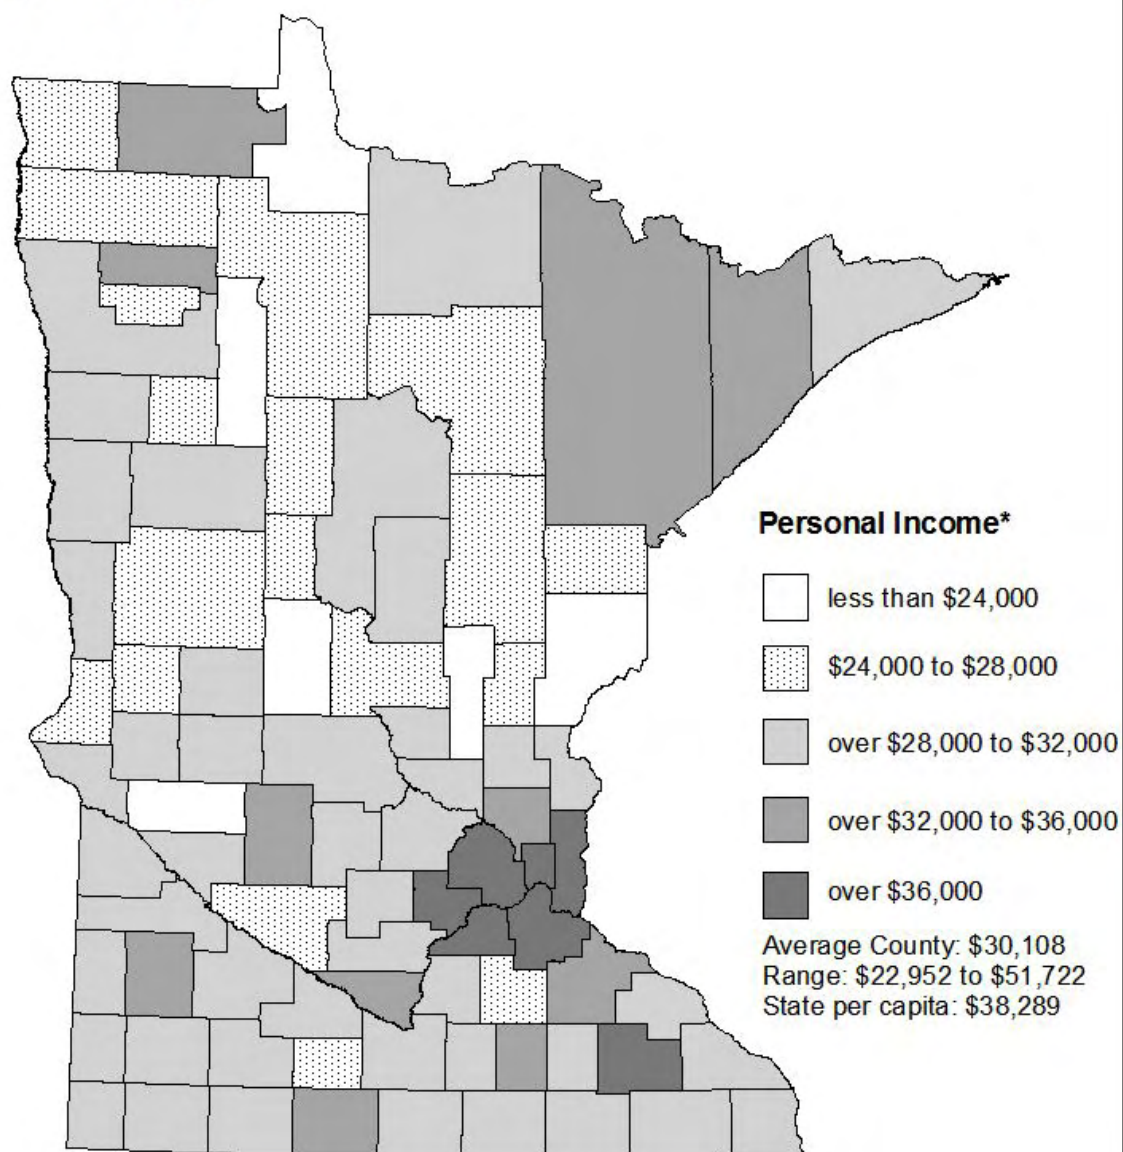 Personal Income*
less than $24,000
$24,000 to $28,000
over $28,000 to $32,000
over $32,000 to $36,000
over $36,000
Average County: $30,108
Range: $22,952 to $51,722
State per capita: $38,289